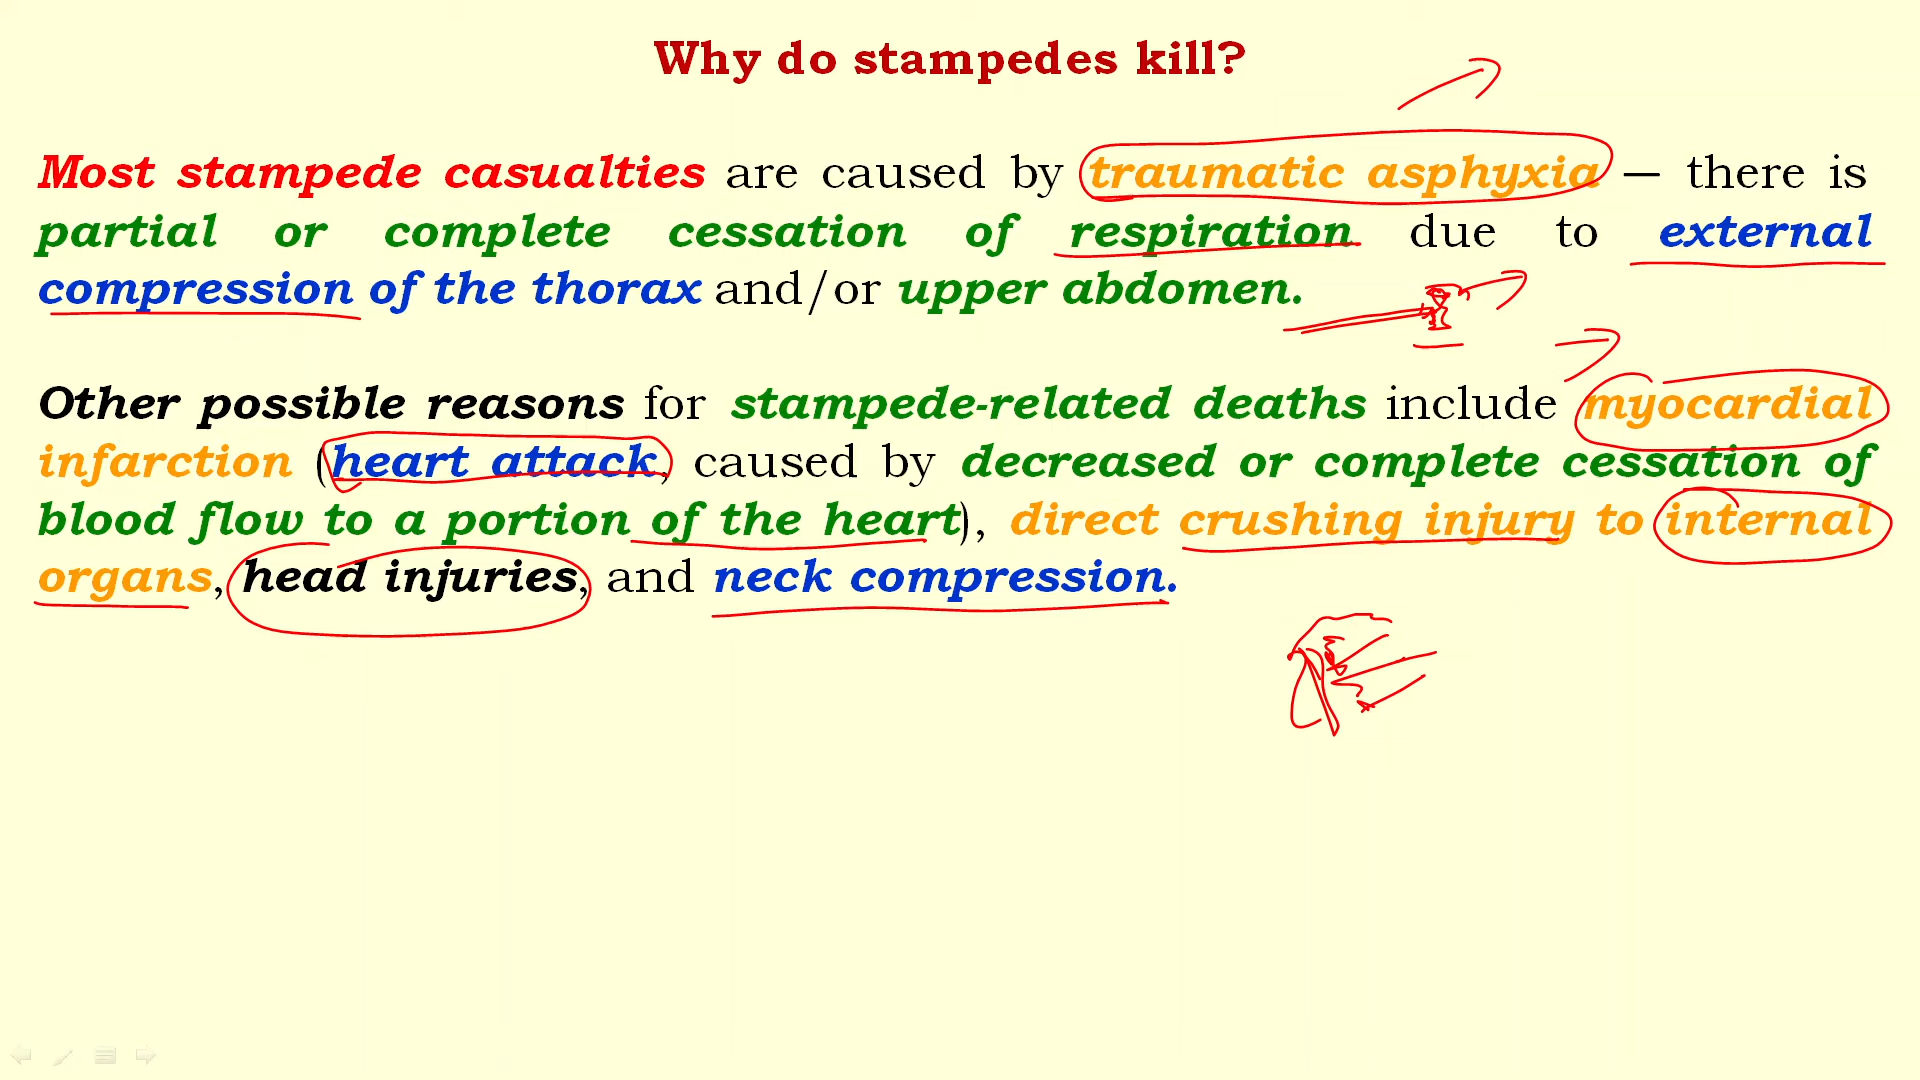 Why do stampedes kill?
Most stampede casualties are caused by traumatic asphyxia — there is
partial or complete cessation of respiration due to external
compression of the thorax and/or upper abdomen.
Other possible reasons for stampede-related deaths include myocardial
infarction (heart attack, caused by decreased or complete cessation of
blood flow to a portion of the heart), direct crushing injury to internal
organs, head injuries, and neck compression.